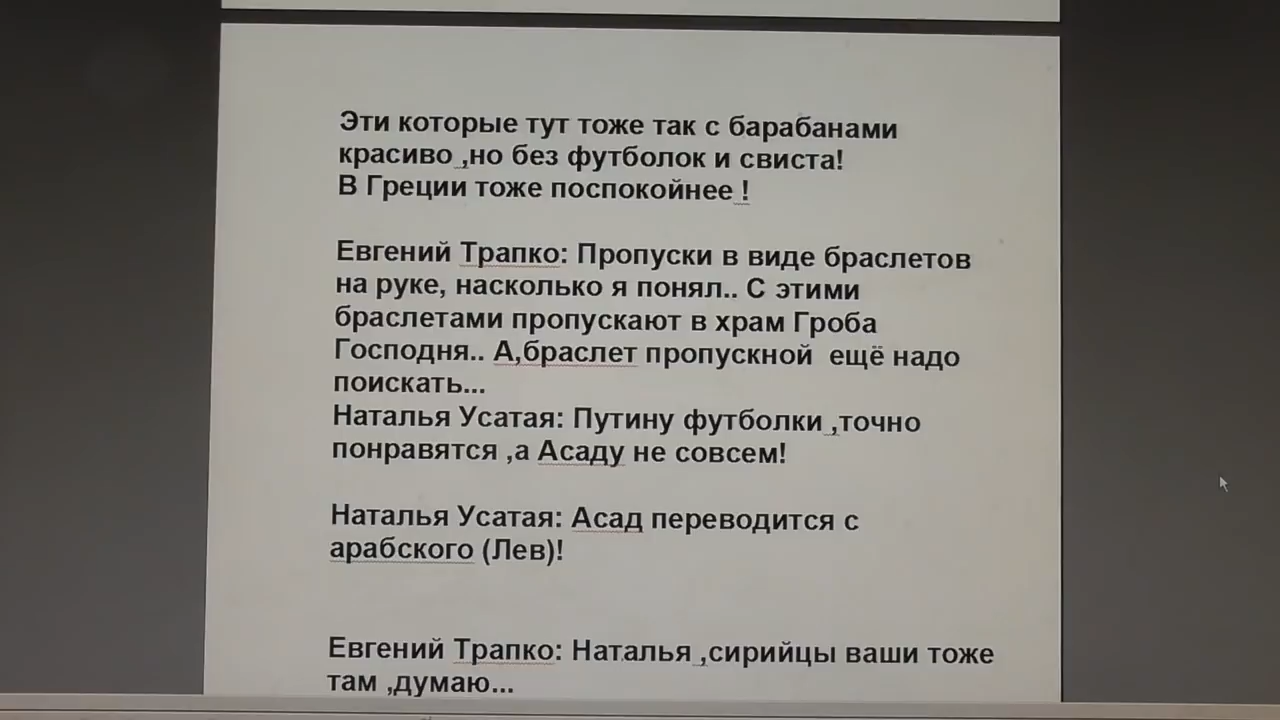 Эти которые тут тоже так с барабанами
красиво ,но без футболок и свиста!
В Греции тоже поспокойнее !
Евгений Трапко: Пропуски в виде браслетов
на руке, насколько я понял.. С этими
браслетами пропускают в храм Гроба
Господня.. А,браслет пропускной  ещё надо
поискать...
Наталья Усатая: Путину футболки ,точно
понравятся ,а Асаду не совсем!
Наталья Усатая: Асад переводится с
арабского (Лев)!
Евгений Трапко: Наталья ,сирийцы ваши тоже
там ,думаю...